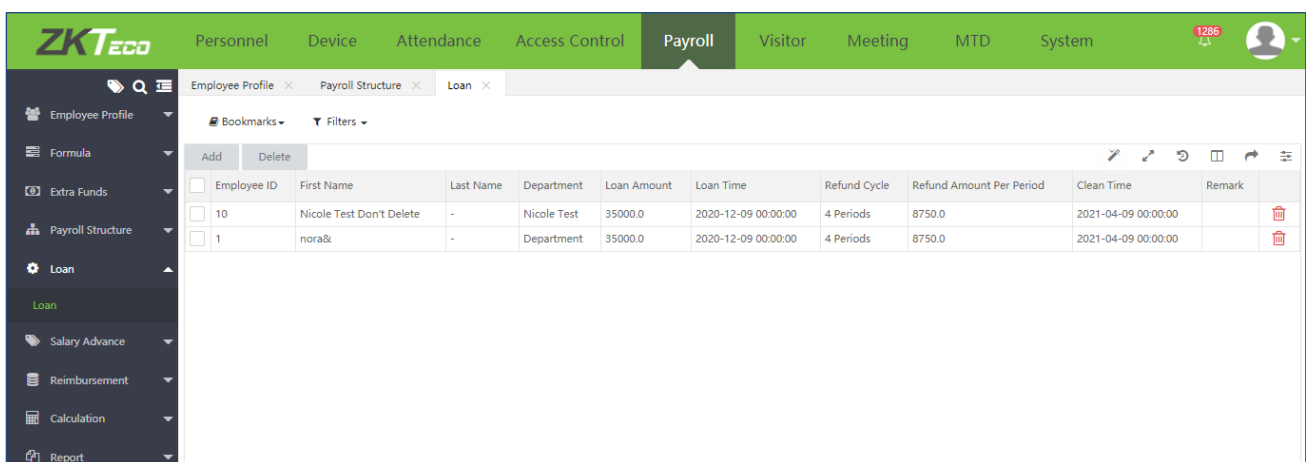 ZKTeco Personnel Device Attendance Access Control Payroll Visitor Meeting MTD System 1286
Employee Profile Payroll Structure Loan
Employee Profile
Formula
Extra Funds
Payroll Structure
Loan
Loan
Salary Advance
Reimbursement
Calculation
Report
Bookmarks Filters
Add Delete
Employee ID First Name Last Name Department Loan Amount Loan Time Refund Cycle Refund Amount Per Period Clean Time Remark
10 Nicole Test Don't Delete - Nicole Test 35000.0 2020-12-09 00:00:00 4 Periods 8750.0 2021-04-09 00:00:00
1 nora& - Department 35000.0 2020-12-09 00:00:00 4 Periods 8750.0 2021-04-09 00:00:00